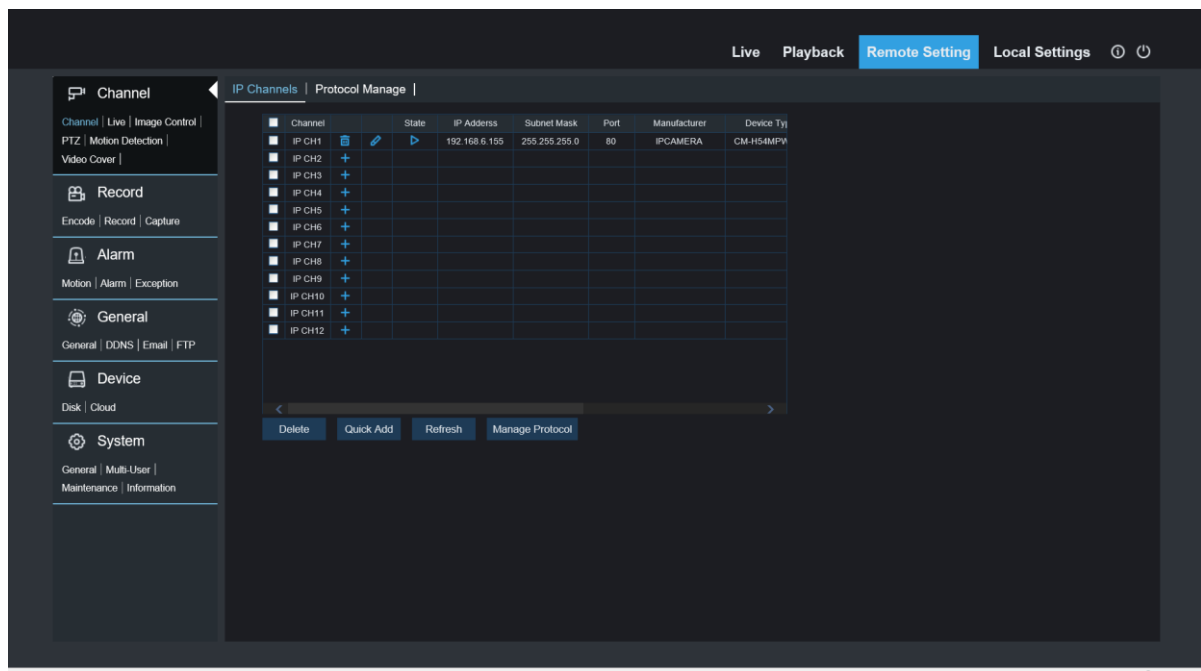 Live Playback Remote Setting Local Settings
Channel
Channel | Live | Image Control |
PTZ | Motion Detection |
Video Cover |
Record
Encode | Record | Capture
Alarm
Motion | Alarm | Exception
General
General | DDNS | Email | FTP
Device
Disk | Cloud
System
General | Multi-User |
Maintenance | Information
IP Channels | Protocol Manage |
Channel State IP Adderss Subnet Mask Port Manufacturer Device Typ
IP CH1 192.168.6.155 255.255.255.0 80 IPCAMERA CM-H54MPW
IP CH2 +
IP CH3 +
IP CH4 +
IP CH5 +
IP CH6 +
IP CH7 +
IP CH8 +
IP CH9 +
IP CH10 +
IP CH11 +
IP CH12 +
Delete Quick Add Refresh Manage Protocol